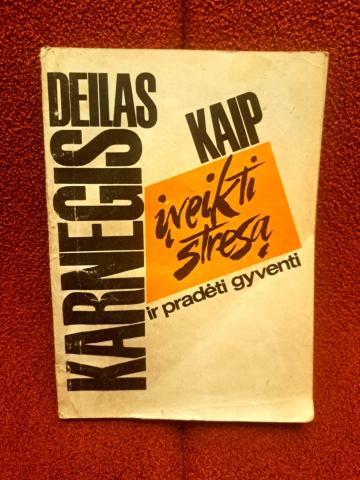 DEILAS
KARNEGIS
KAIP
įveikti
stresą
ir pradėti gyventi